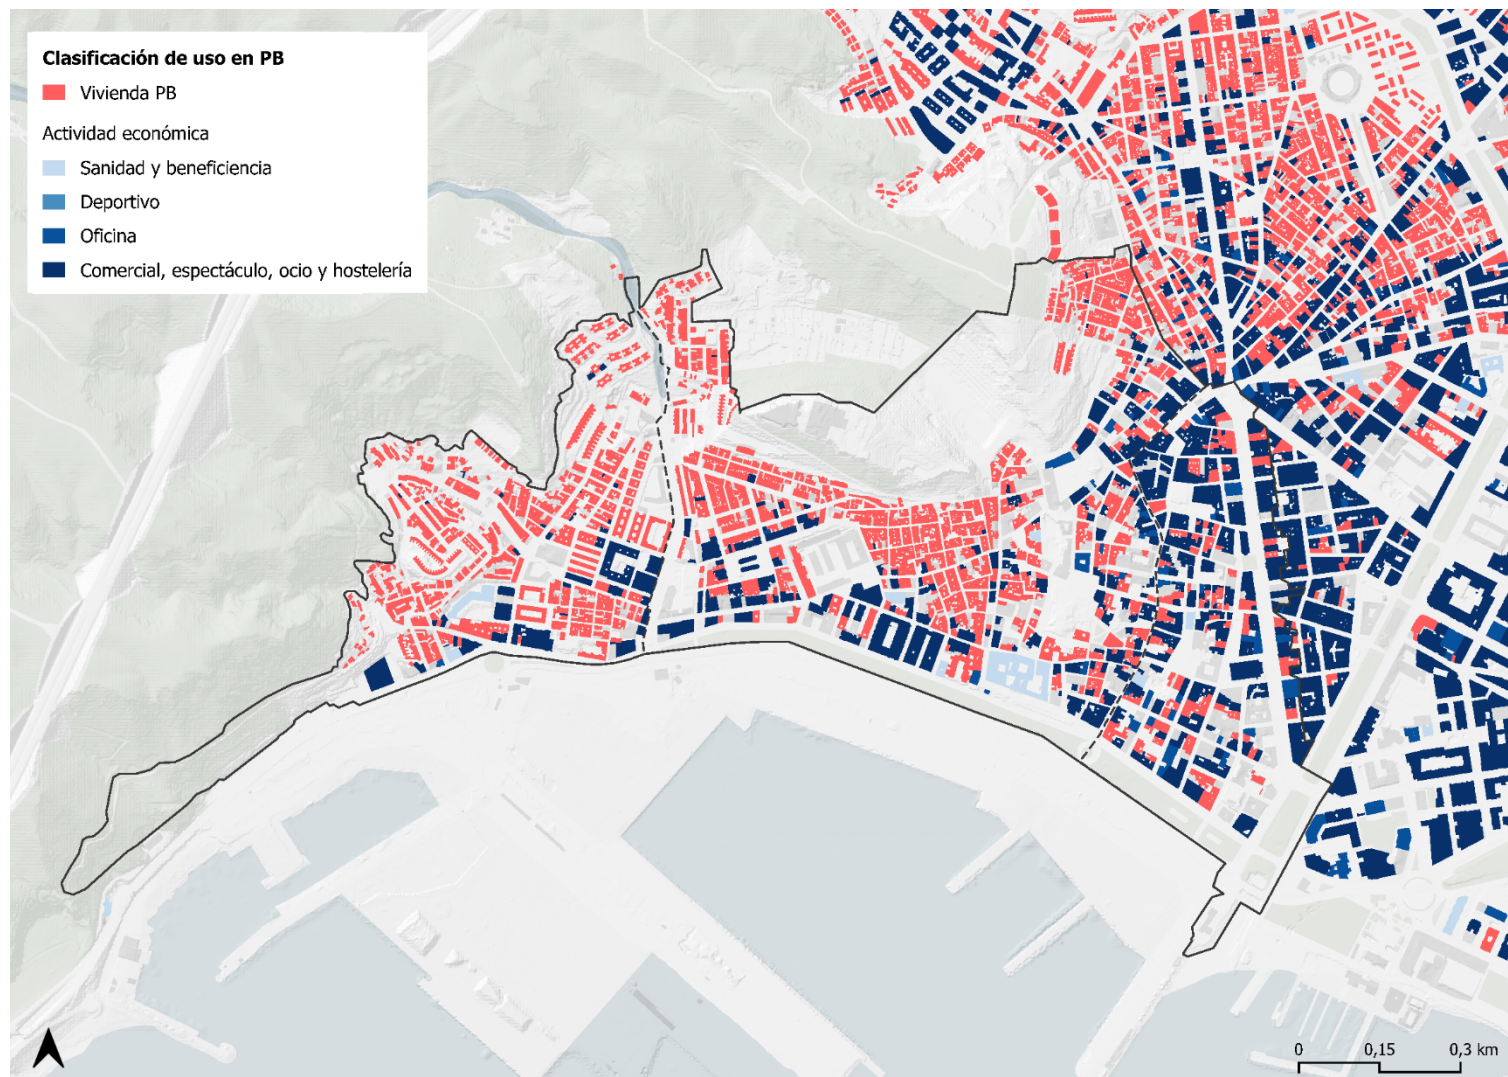 Clasificación de uso en PB
Vivienda PB
Actividad económica
Sanidad y beneficiencia
Deportivo
Oficina
Comercial, espectáculo, ocio y hostelería
0 0,15 0,3 km